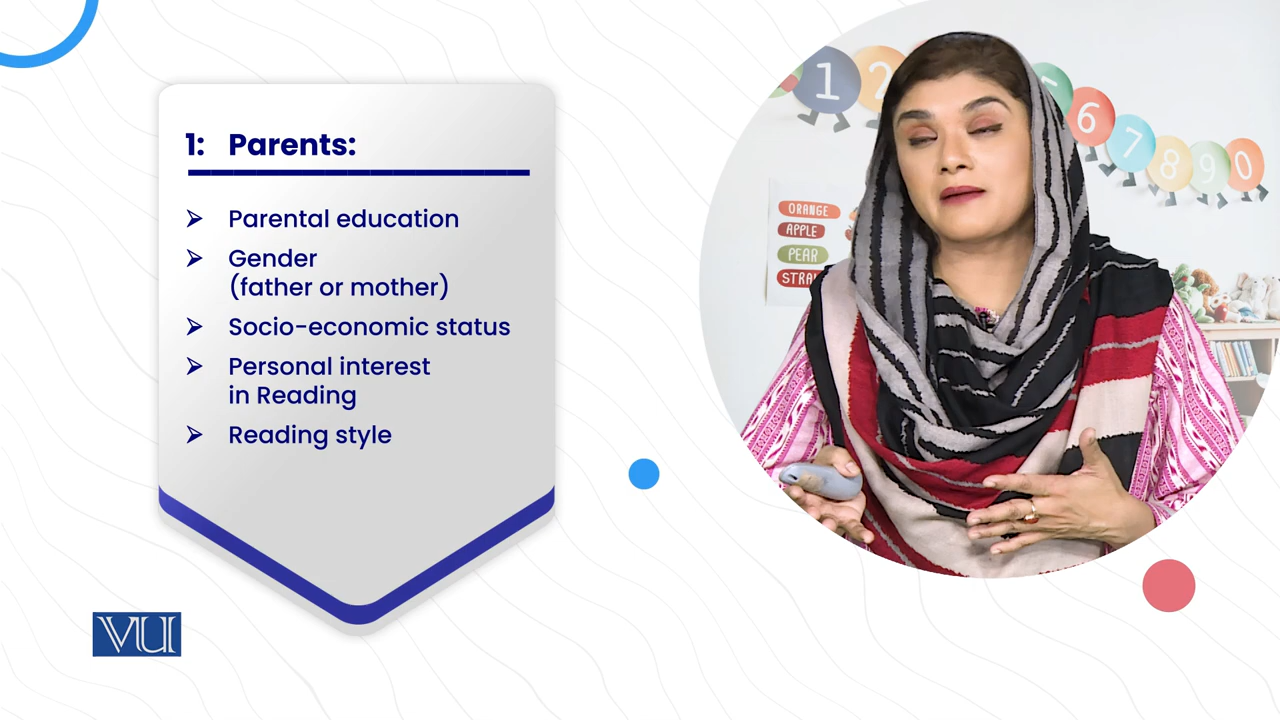 1: Parents:
Parental education
Gender
(father or mother)
Socio-economic status
Personal interest
in Reading
Reading style
VU
1 2 5 6 7 8 9 0
ORANGE
APPLE
PEAR